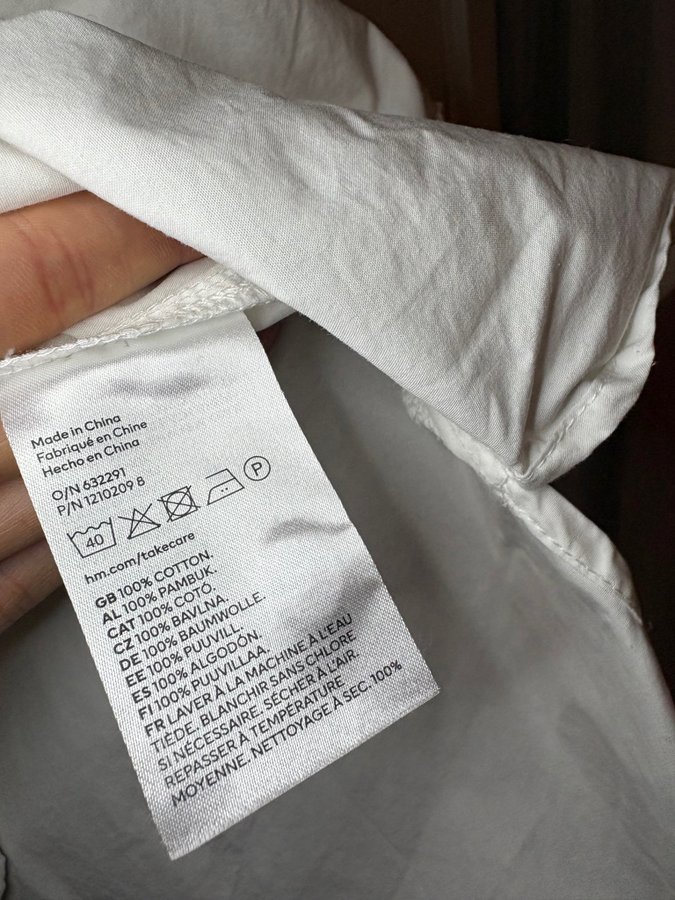 Made in China
Fabriqué en Chine
Hecho en China
O/N 632291
P/N 1210209 8
40
P
hm.com/takecare
GB 100% COTTON.
AL 100% PAMBUK.
CAT 100% COTÓ.
CZ 100% BAVLNA.
DE 100% BAUMWOLLE.
EE 100% PUUVILL.
ES 100% ALGODÓN.
FI 100% PUUVILLAA.
FR LAVER À LA MACHINE À L'EAU
TIÈDE. BLANCHIR SANS CHLORE
SI NÉCESSAIRE. SÉCHER À L'AIR.
REPASSER À TEMPÉRATURE
MOYENNE. NETTOYAGE À SEC. 100%